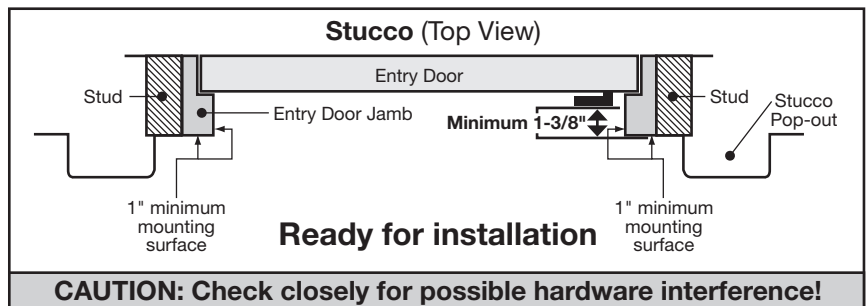 Stucco (Top View)
Entry Door
Stud
Entry Door Jamb
Minimum 1-3/8"
Stud
Stucco
Pop-out
1" minimum
mounting
surface
Ready for installation
1" minimum
mounting
surface
CAUTION: Check closely for possible hardware interference!